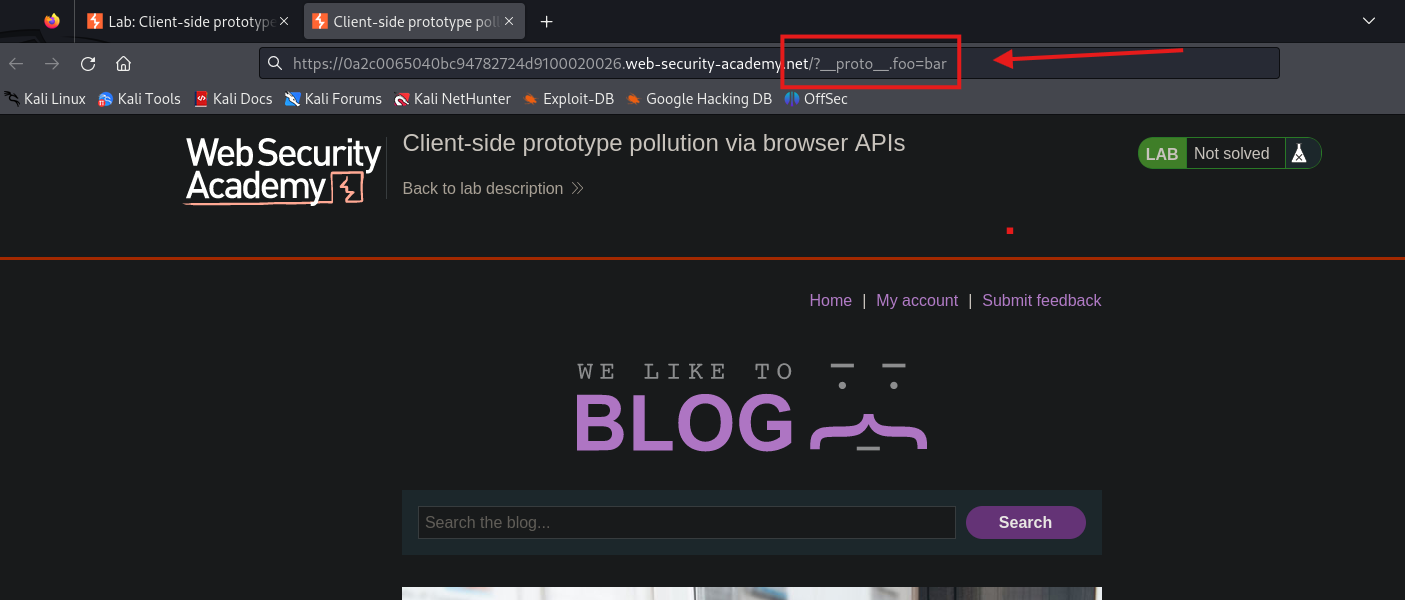 Lab: Client-side prototype
Client-side prototype poll
https://0a2c0065040bc94782724d9100020026.web-security-academy.net/?__proto__.foo=bar
Kali Linux Kali Tools Kali Docs Kali Forums Kali NetHunter Exploit-DB Google Hacking DB OffSec
Web Security
Academy
Client-side prototype pollution via browser APIs
Back to lab description
LAB Not solved
Home | My account | Submit feedback
WE LIKE TO
BLOG
Search the blog...
Search